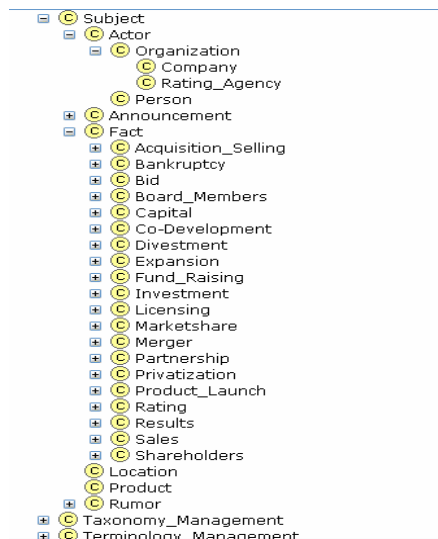 C Subject
C Actor
C Organization
C Company
C Rating_Agency
C Person
C Announcement
C Fact
C Acquisition_Selling
C Bankruptcy
C Bid
C Board_Members
C Capital
C Co-Development
C Divestment
C Expansion
C Fund_Raising
C Investment
C Licensing
C Marketshare
C Merger
C Partnership
C Privatization
C Product_Launch
C Rating
C Results
C Sales
C Shareholders
C Location
C Product
C Rumor
C Taxonomy_Management
C Terminology_Management